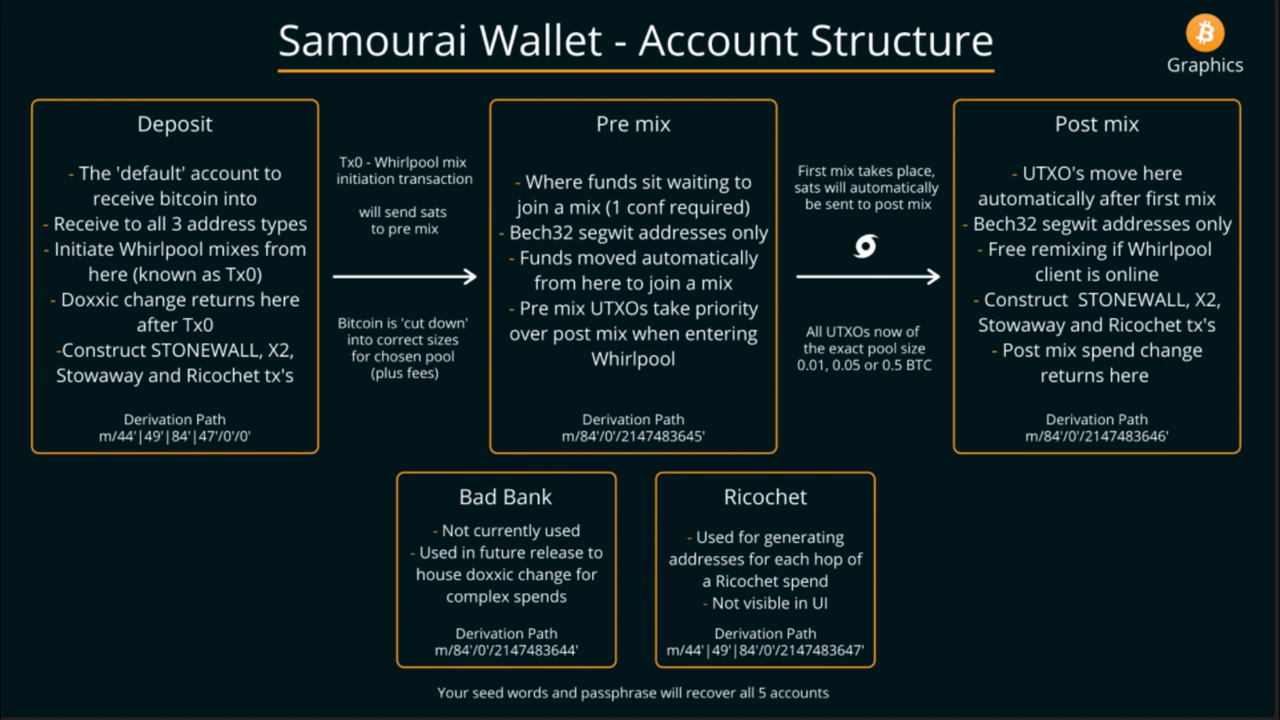 Samourai Wallet - Account Structure
Graphics
Deposit
- The 'default' account to
receive bitcoin into
- Receive to all 3 address types
- Initiate Whirlpool mixes from
here (known as Tx0)
- Doxxic change returns here
after Tx0
-Construct STONEWALL, X2,
Stowaway and Ricochet tx's
Derivation Path
m/44'|49'|84'|47'/0'/0'
Tx0 - Whirlpool mix
initiation transaction
will send sats
to pre mix
Bitcoin is 'cut down'
into correct sizes
for chosen pool
(plus fees)
Pre mix
- Where funds sit waiting to
join a mix (1 conf required)
- Bech32 segwit addresses only
- Funds moved automatically
from here to join a mix
- Pre mix UTXOs take priority
over post mix when entering
Whirlpool
Derivation Path
m/84'/0'/2147483645'
First mix takes place,
sats will automatically
be sent to post mix
All UTXOs now of
the exact pool size
0.01, 0.05 or 0.5 BTC
Post mix
- UTXO's move here
automatically after first mix
- Bech32 segwit addresses only
- Free remixing if Whirlpool
client is online
- Construct STONEWALL, X2,
Stowaway and Ricochet tx's
- Post mix spend change
returns here
Derivation Path
m/84'/0'/2147483646'
Bad Bank
- Not currently used
- Used in future release to
house doxxic change for
complex spends
Derivation Path
m/84'/0'/2147483644'
Ricochet
- Used for generating
addresses for each hop of
a Ricochet spend
- Not visible in UI
Derivation Path
m/44'|49'|84'/0'/2147483647'
Your seed words and passphrase will recover all 5 accounts